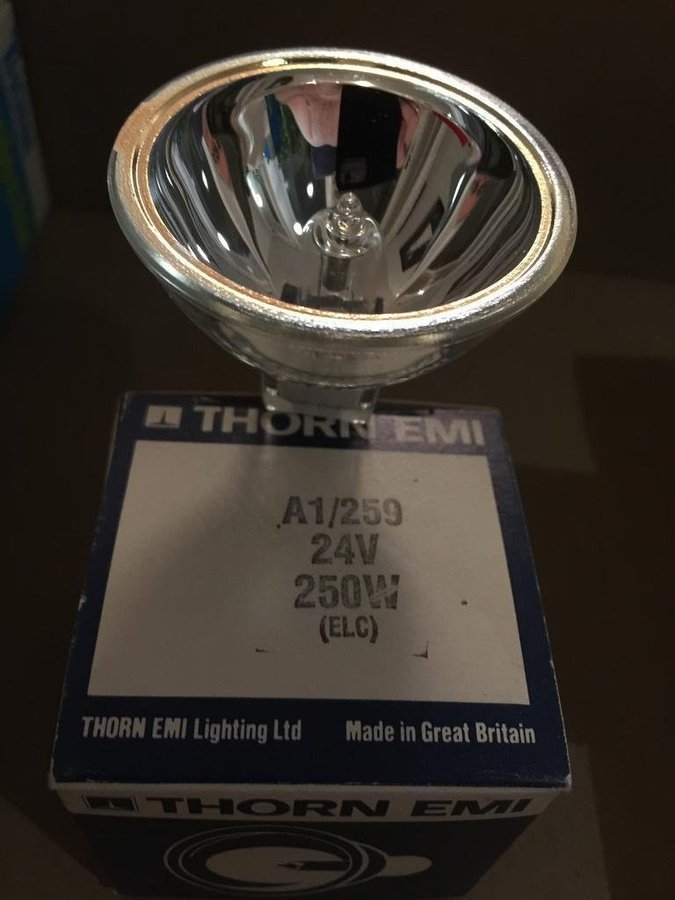 THORN EMI
A1/259
24V
250W
(ELC)
THORN EMI Lighting Ltd Made in Great Britain
THORN EMI